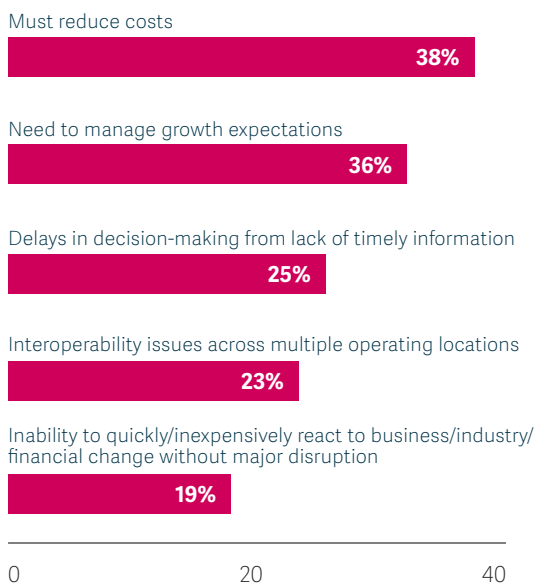 Must reduce costs
38%
Need to manage growth expectations
36%
Delays in decision-making from lack of timely information
25%
Interoperability issues across multiple operating locations
23%
Inability to quickly/inexpensively react to business/industry/
financial change without major disruption
19%
0 20 40